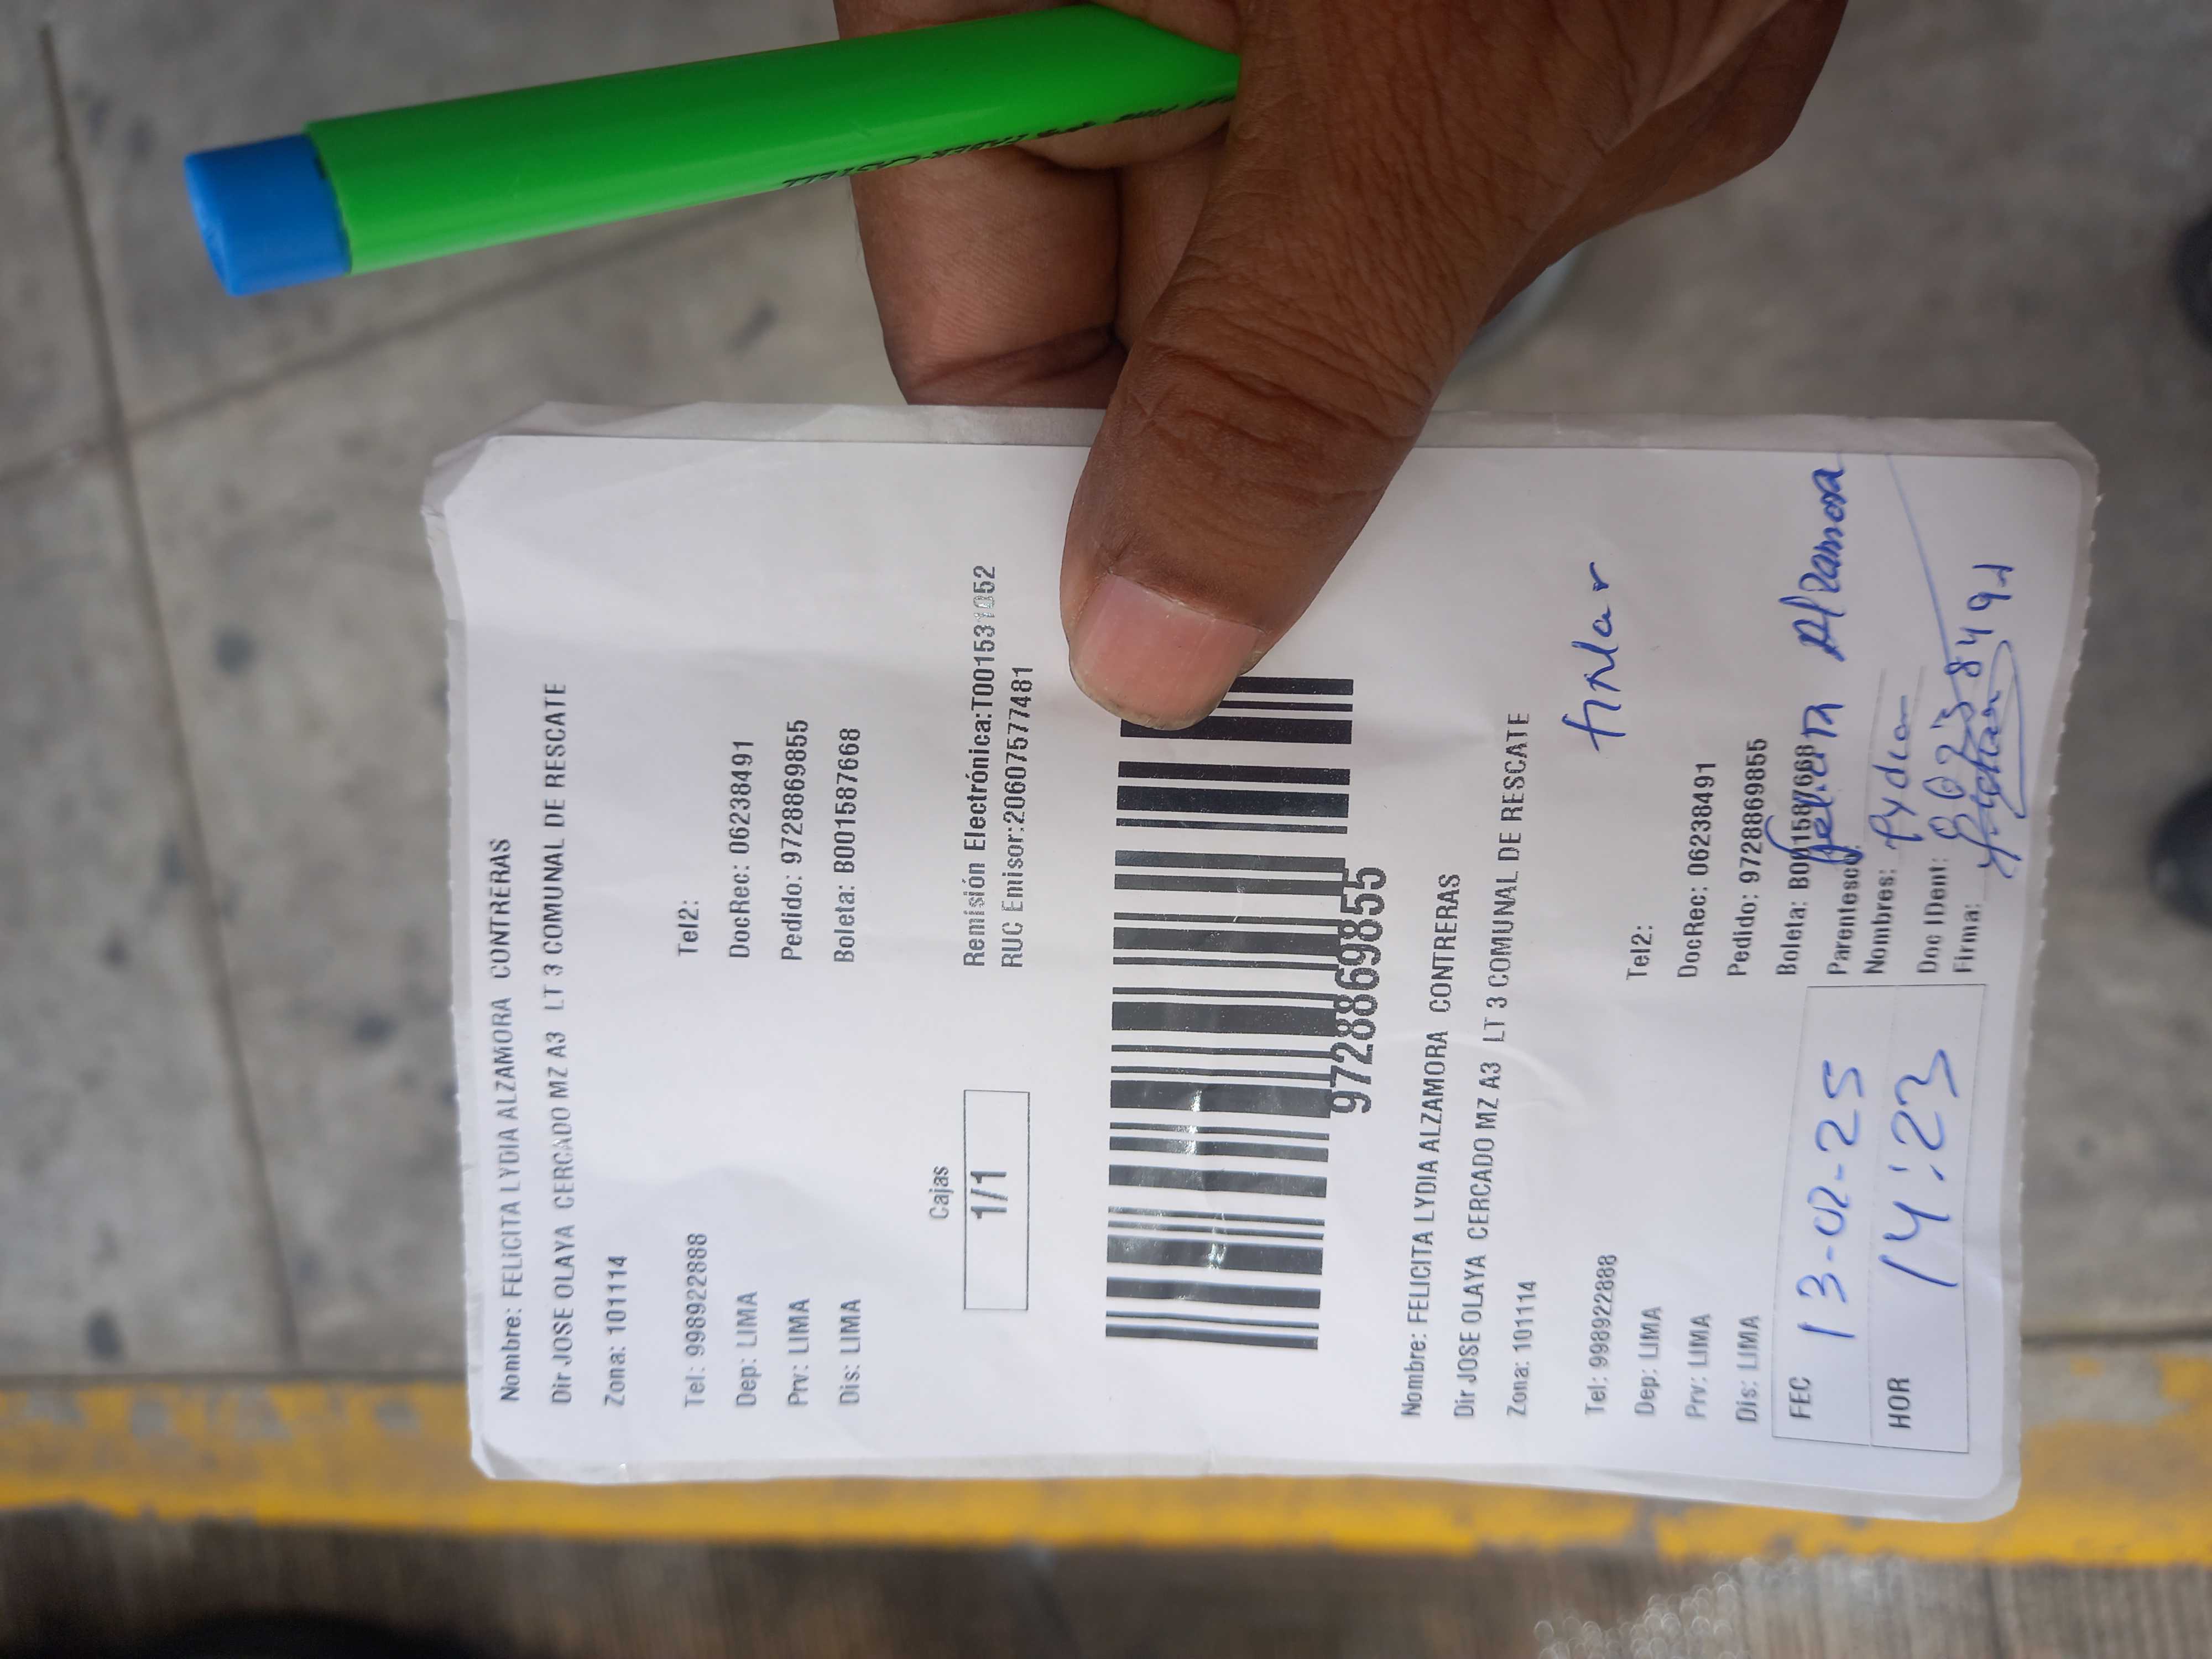 Nombre: FELICITA LYDIA ALZAMORA CONTRERAS
Dir JOSE OLAYA CERCADO MZ A3 LT 3 COMUNAL DE RESCATE
Zona: 101114
Tel: 998922888 Tel2:
Dep: LIMA DocRec: 06238491
Prv: LIMA Pedido: 97288869855
Dis: LIMA Boleta: B001587668
Cajas
1/1
Remisión Electrónica:T001531052
RUC Emisor:20607577481
97288869855
Nombre: FELICITA LYDIA ALZAMORA CONTRERAS
Dir JOSE OLAYA CERCADO MZ A3 LT 3 COMUNAL DE RESCATE
Zona: 101114
Tel: 998922888 Tel2:
Dep: LIMA DocRec: 06238491
Prv: LIMA Pedido: 97288869855
Dis: LIMA Boleta: B001587668
FEC 13-02-25
Parentesco:
Nombres:
HOR 14:23
Doc IDent:
Firma: